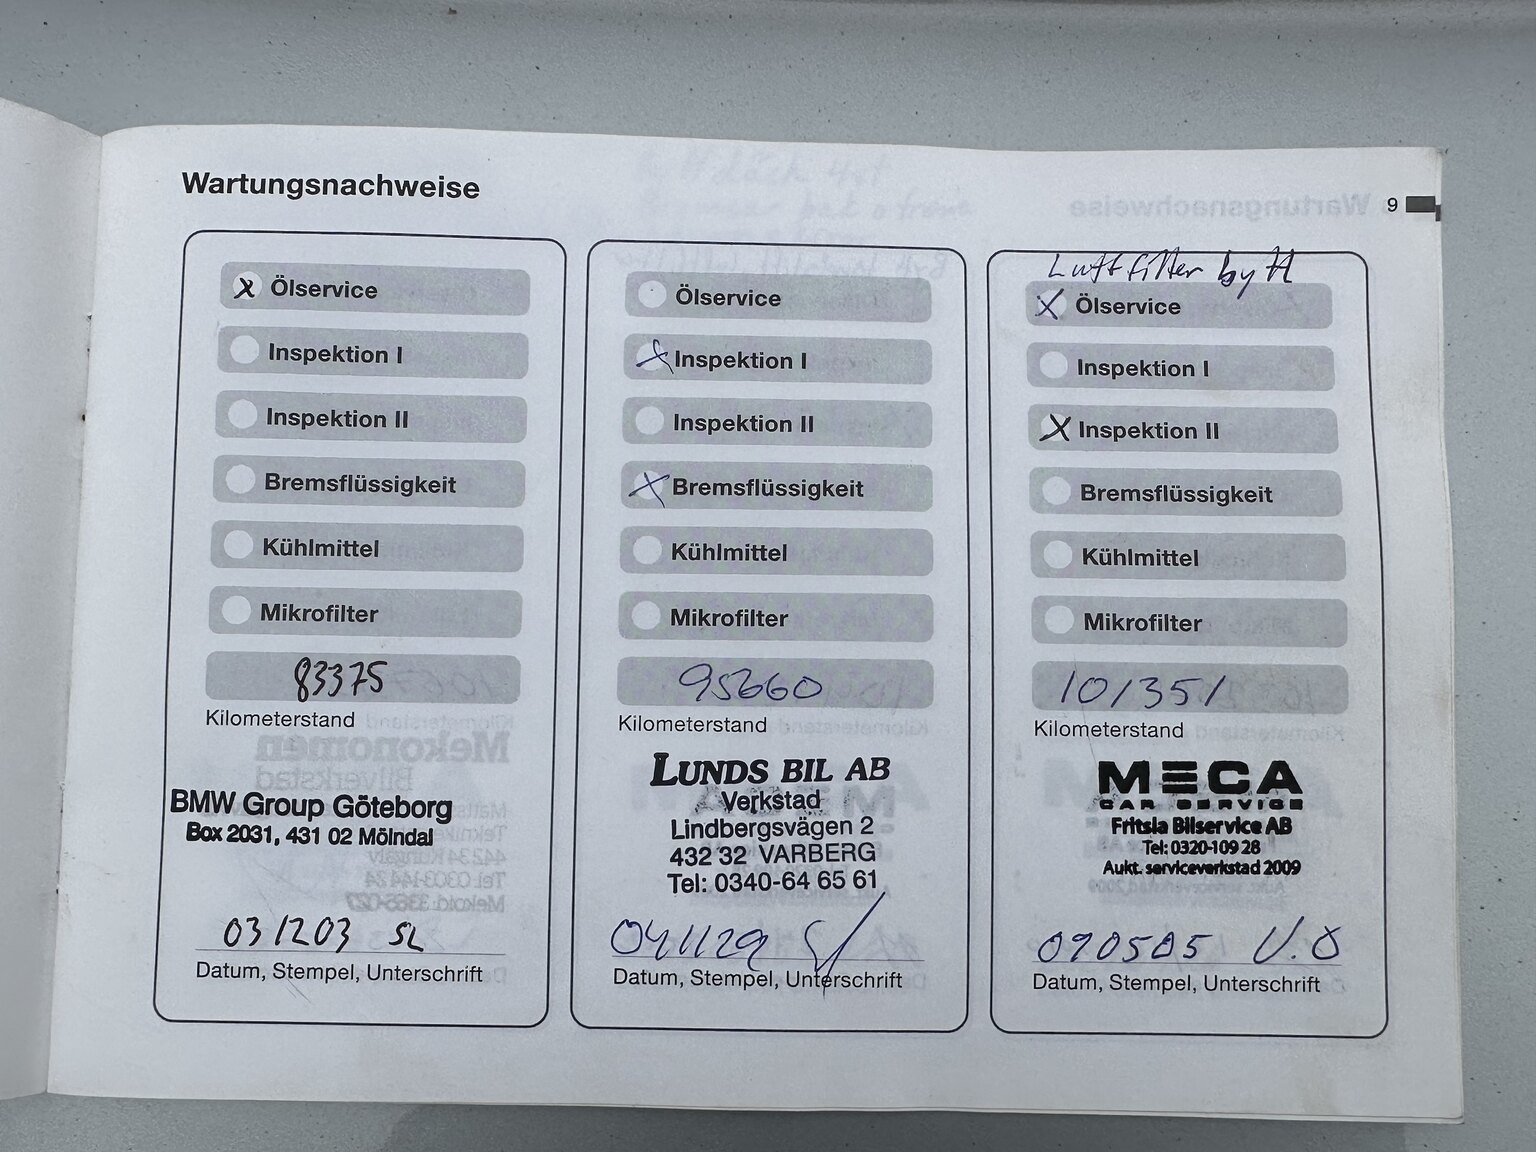 Wartungsnachweise
9
x Ölservice
Inspektion I
Inspektion II
Bremsflüssigkeit
Kühlmittel
Mikrofilter
83375
Kilometerstand
BMW Group Göteborg
Box 2031, 431 02 Mölndal
031203 SL
Datum, Stempel, Unterschrift
Ölservice
x Inspektion I
Inspektion II
x Bremsflüssigkeit
Kühlmittel
Mikrofilter
95660
Kilometerstand
LUNDS BIL AB
Verkstad
Lindbergsvägen 2
432 32 VARBERG
Tel: 0340-64 65 61
041129
Datum, Stempel, Unterschrift
Luftfilter bytt
x Ölservice
Inspektion I
x Inspektion II
Bremsflüssigkeit
Kühlmittel
Mikrofilter
101351
Kilometerstand
MECA
CAR SERVICE
Fritsla Bilservice AB
Tel: 0320-109 28
Aukt. serviceverkstad 2009
090505 U.O
Datum, Stempel, Unterschrift